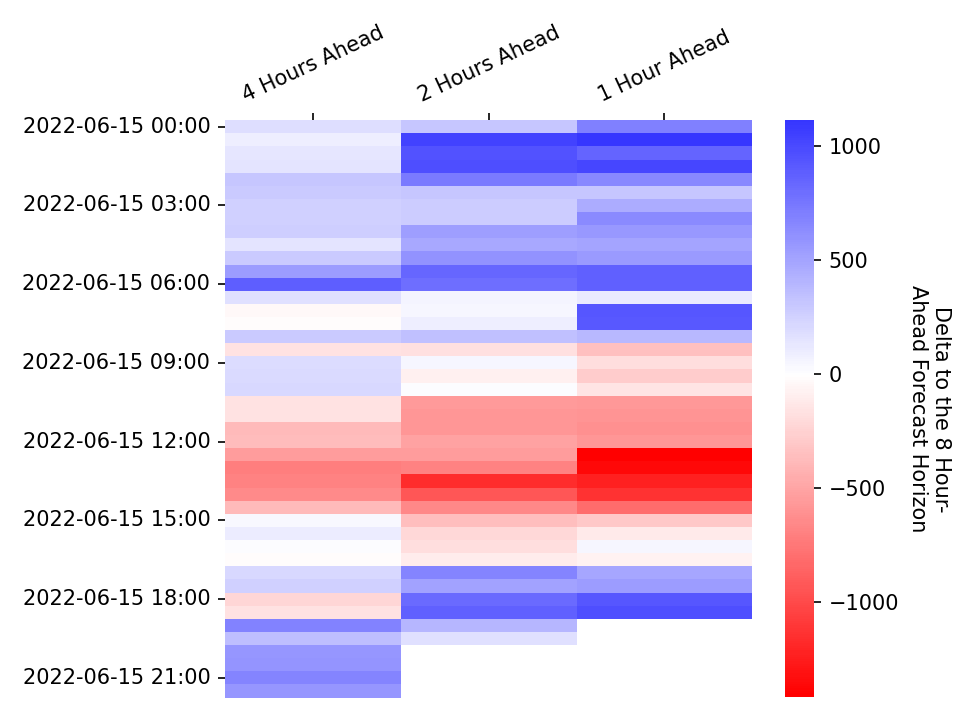 4 Hours Ahead
2 Hours Ahead
1 Hour Ahead
2022-06-15 00:00
2022-06-15 03:00
2022-06-15 06:00
2022-06-15 09:00
2022-06-15 12:00
2022-06-15 15:00
2022-06-15 18:00
2022-06-15 21:00
1000
500
0
−500
−1000
Delta to the 8 Hour-
Ahead Forecast Horizon